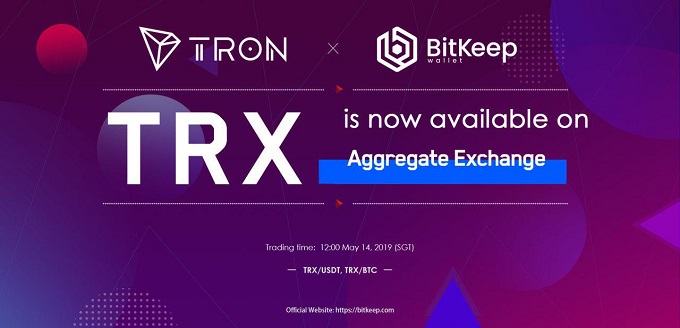 TRON × BitKeep
wallet
TRX
is now available on
Aggregate Exchange
Trading time: 12:00 May 14, 2019 (SGT)
— TRX/USDT, TRX/BTC —
Official Website: https://bitkeep.com